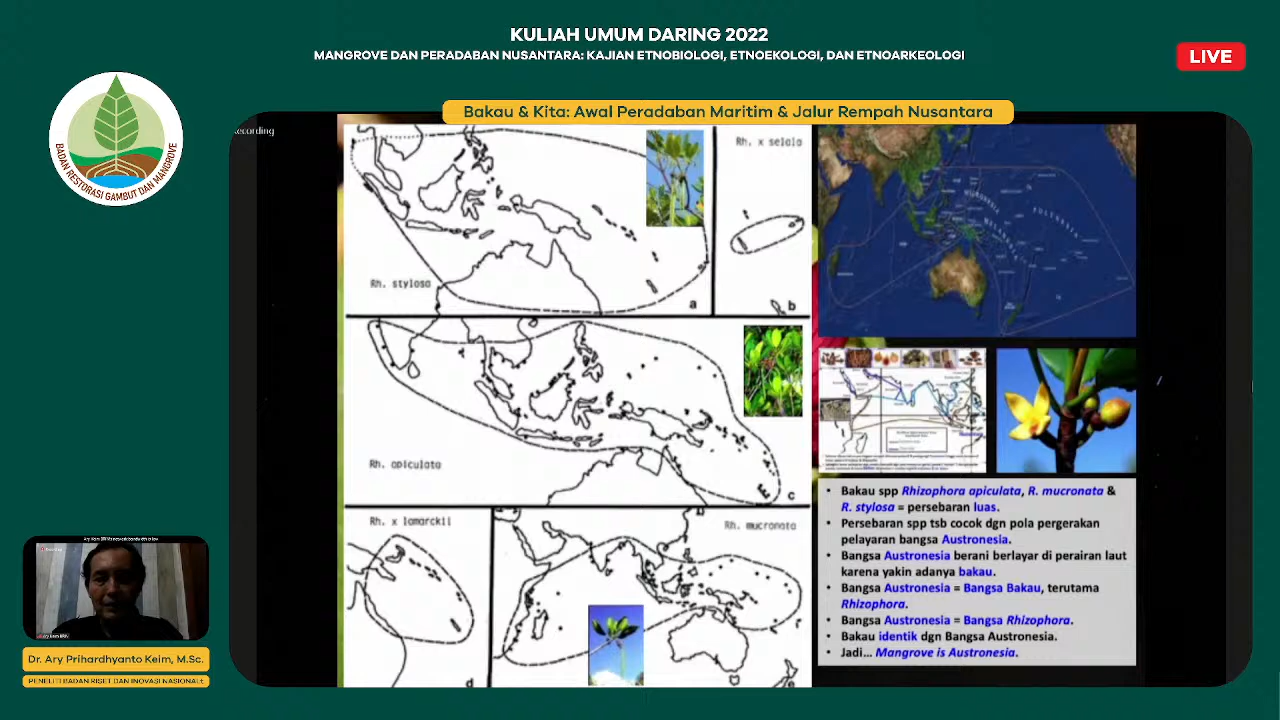 KULIAH UMUM DARING 2022
MANGROVE DAN PERADABAN NUSANTARA: KAJIAN ETNOBIOLOGI, ETNOEKOLOGI, DAN ETNOARKEOLOGI
LIVE
BADAN RESTORASI GAMBUT DAN MANGROVE
Bakau & Kita: Awal Peradaban Maritim & Jalur Rempah Nusantara
Rh. stylosa
a
Rh. x selala
b
Rh. apiculata
c
Rh. x lamarckii
d
Rh. mucronata
MICRONESIA
MELANESIA
POLYNESIA
• Bakau spp Rhizophora apiculata, R. mucronata &
R. stylosa = persebaran luas.
• Persebaran spp tsb cocok dgn pola pergerakan
pelayaran bangsa Austronesia.
• Bangsa Austronesia berani berlayar di perairan laut
karena yakin adanya bakau.
• Bangsa Austronesia = Bangsa Bakau, terutama
Rhizophora.
• Bangsa Austronesia = Bangsa Rhizophora.
• Bakau identik dgn Bangsa Austronesia.
• Jadi... Mangrove is Austronesia.
Dr. Ary Prihardhyanto Keim, M.Sc.
PENELITI BADAN RISET DAN INOVASI NASIONALt